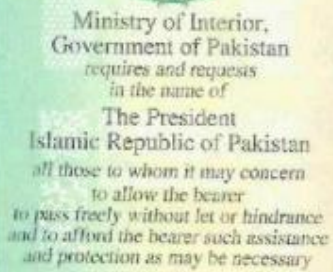 Ministry of Interior,
Government of Pakistan
requires and requests
in the name of
The President
Islamic Republic of Pakistan
all those to whom it may concern
to allow the bearer
to pass freely without let or hindrance
and to afford the bearer such assistance
and protection as may be necessary